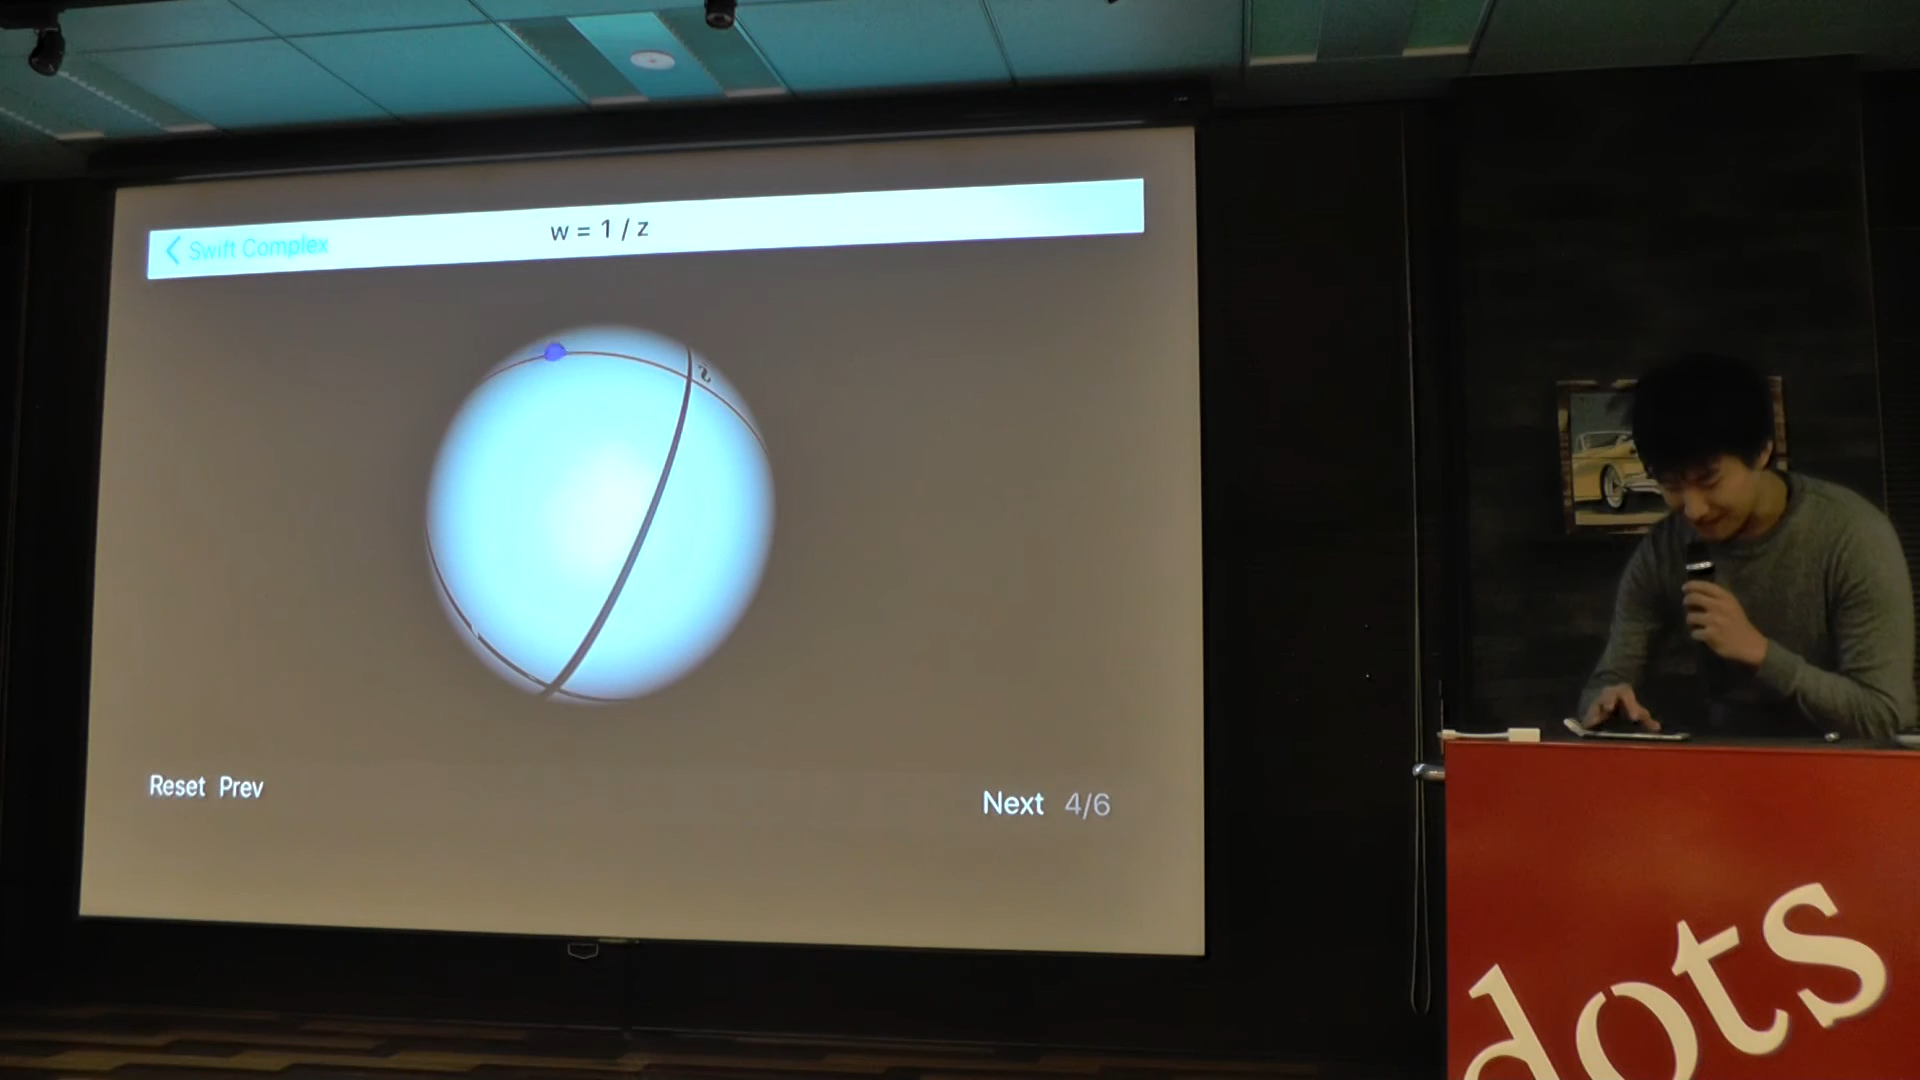 w = 1 / z
Swift Complex
i
Reset Prev
Next 4/6
dots